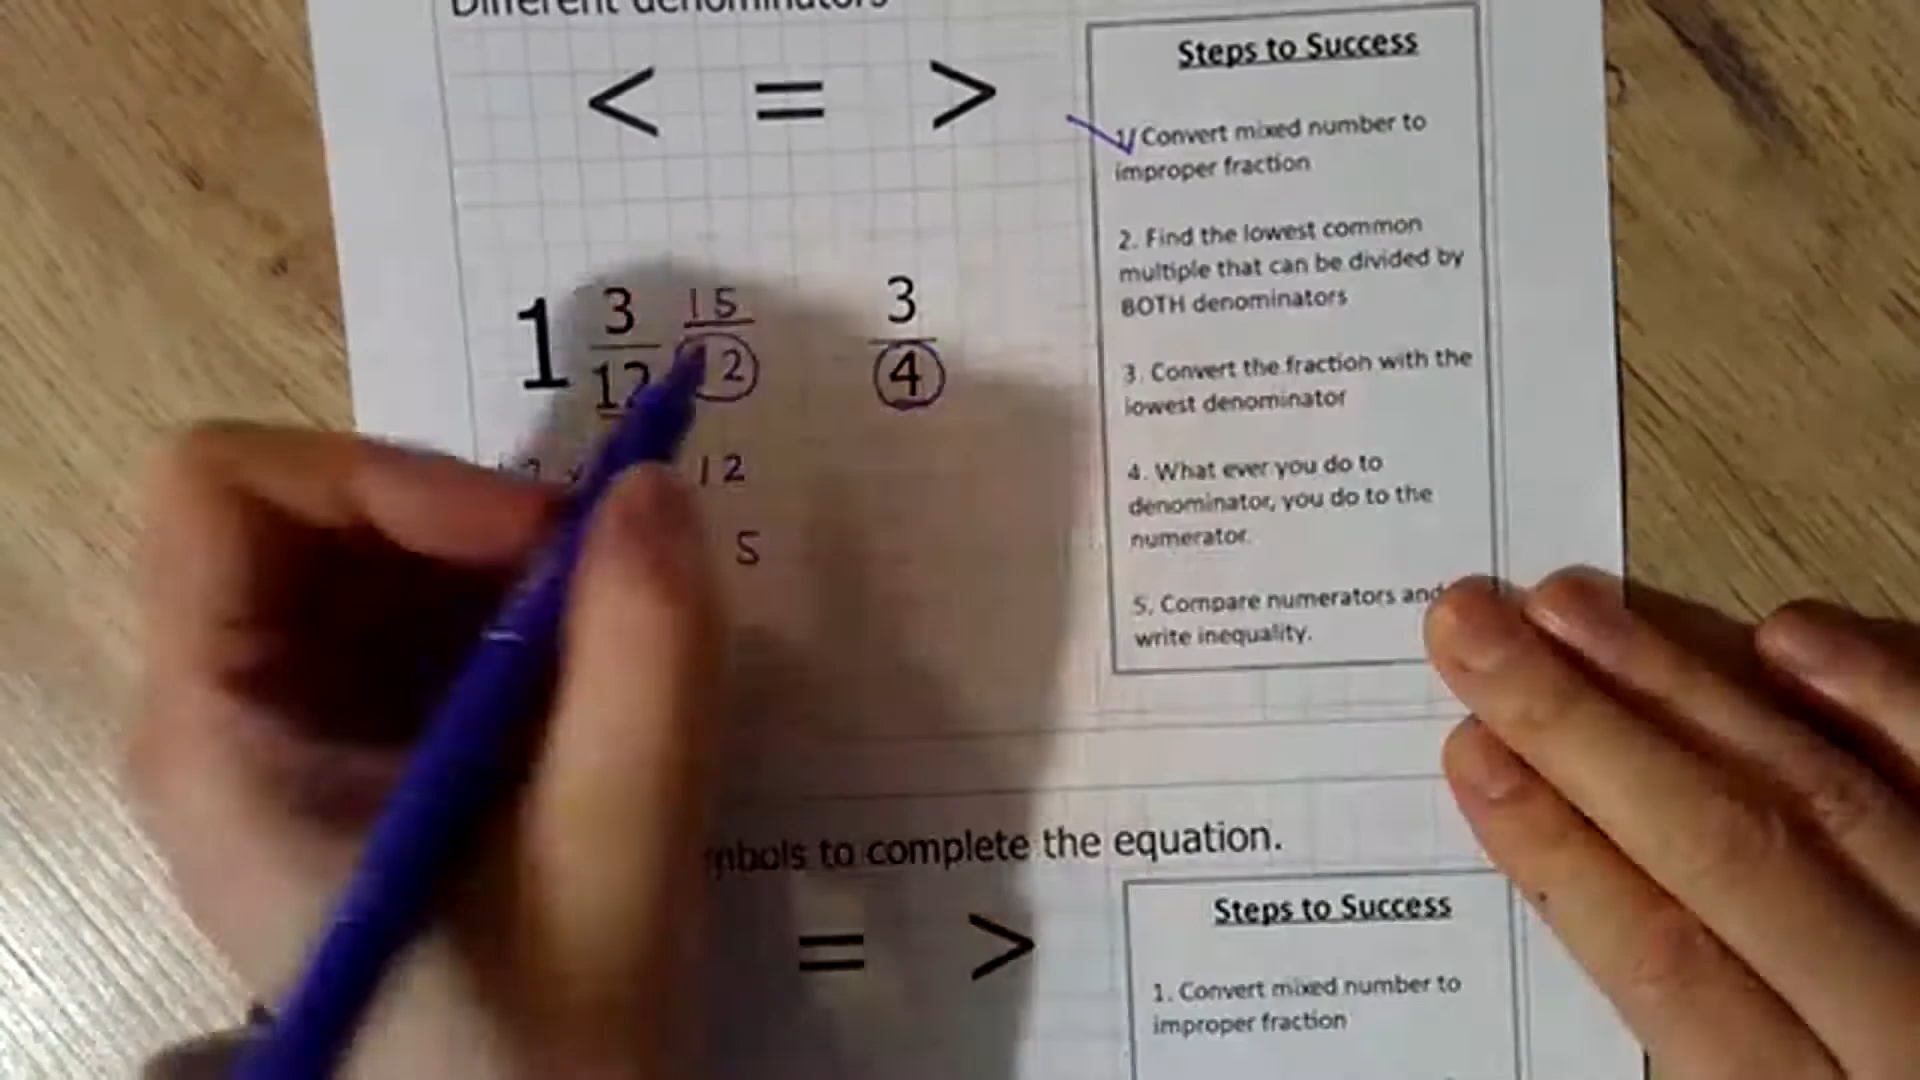 Different denominators
< = >
Steps to Success
1/ Convert mixed number to
improper fraction
2. Find the lowest common
multiple that can be divided by
BOTH denominators
3. Convert the fraction with the
lowest denominator
4. What ever you do to
denominator, you do to the
numerator.
5. Compare numerators and
write inequality.
1 3 15 3
12 12 4
12
5
to complete the equation.
= >
Steps to Success
1. Convert mixed number to
improper fraction